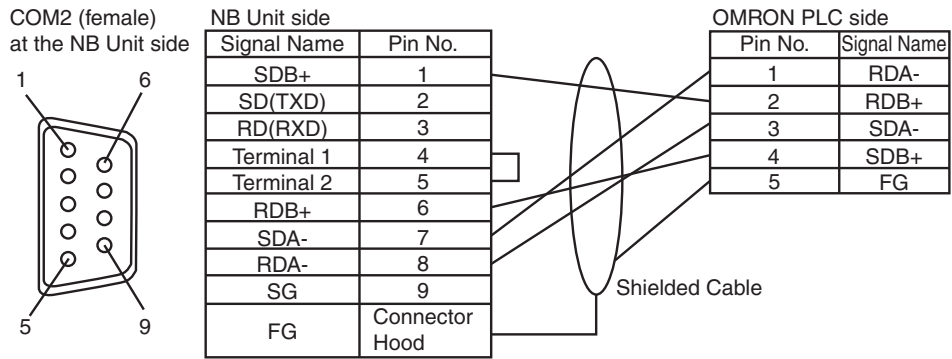 COM2 (female)
at the NB Unit side
1
6
5
9
NB Unit side
Signal Name Pin No.
SDB+ 1
SD(TXD) 2
RD(RXD) 3
Terminal 1 4
Terminal 2 5
RDB+ 6
SDA- 7
RDA- 8
SG 9
FG Connector
Hood
Shielded Cable
OMRON PLC side
Pin No. Signal Name
1 RDA-
2 RDB+
3 SDA-
4 SDB+
5 FG